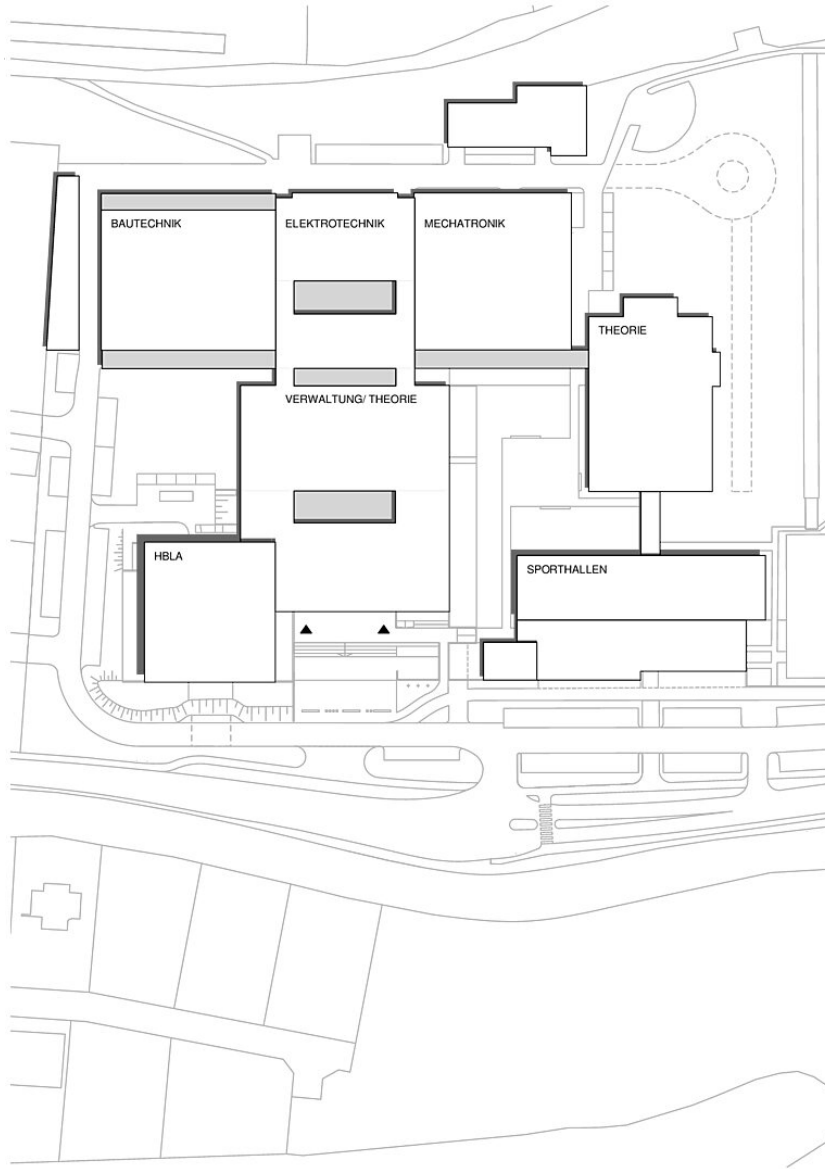 BAUTECHNIK
ELEKTROTECHNIK
MECHATRONIK
THEORIE
VERWALTUNG/ THEORIE
HBLA
SPORTHALLEN